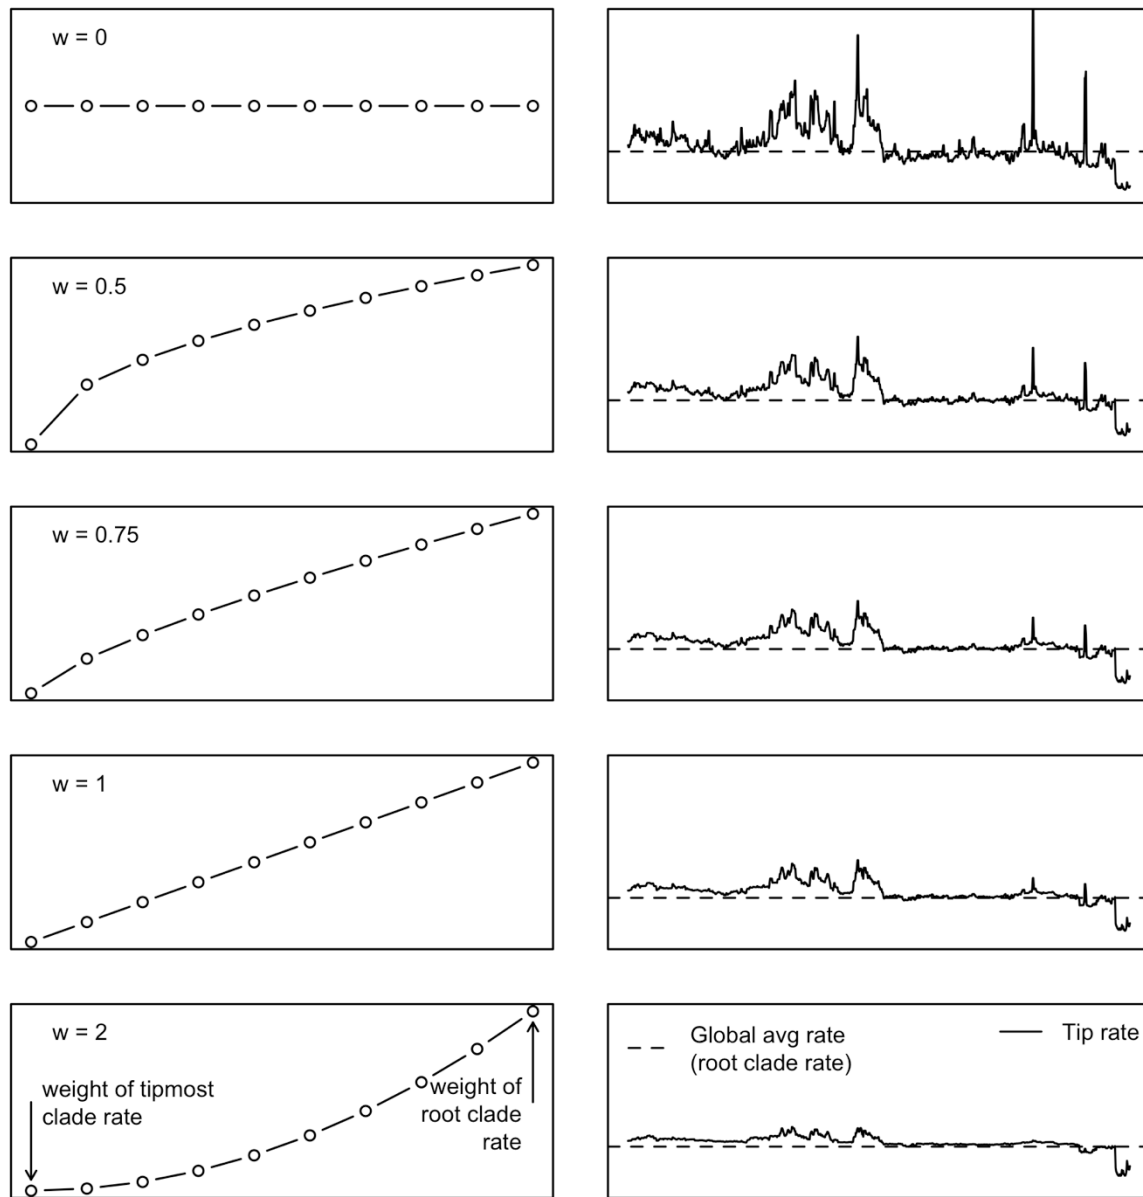 w = 0
w = 0.5
w = 0.75
w = 1
w = 2
weight of tipmost
clade rate
weight of
root clade
rate
Global avg rate
(root clade rate)
Tip rate